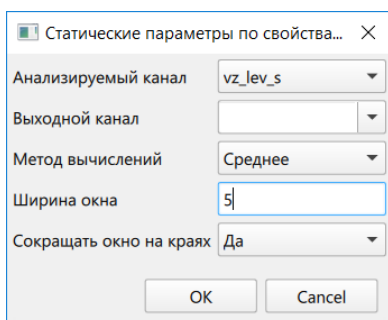 Статические параметры по свойства...
Анализируемый канал vz_lev_s
Выходной канал
Метод вычислений Среднее
Ширина окна 5
Сокращать окно на краях Да
OK Cancel